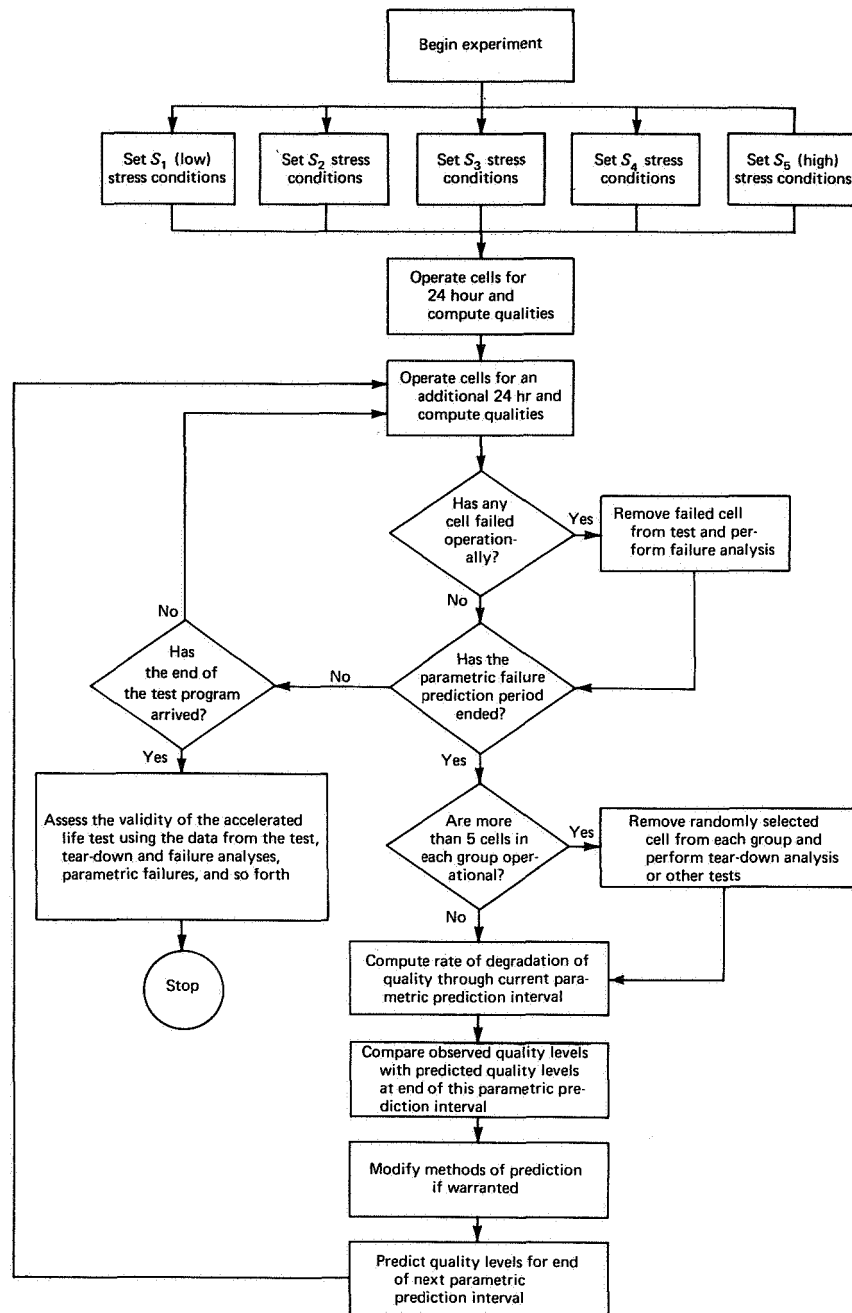 Begin experiment
Set S1 (low)
stress conditions
Set S2 stress
conditions
Set S3 stress
conditions
Set S4 stress
conditions
Set S5 (high)
stress conditions
Operate cells for
24 hour and
compute qualities
Operate cells for an
additional 24 hr and
compute qualities
Has any
cell failed
operation-
ally?
Yes
Remove failed cell
from test and per-
form failure analysis
No
No
Has
the end of
the test program
arrived?
No
Has the
parametric failure
prediction period
ended?
Yes
Yes
Assess the validity of the accelerated
life test using the data from the test,
tear-down and failure analyses,
parametric failures, and so forth
Are more
than 5 cells in
each group oper-
ational?
Yes
Remove randomly selected
cell from each group and
perform tear-down analysis
or other tests
No
Stop
Compute rate of degradation of
quality through current para-
metric prediction interval
Compare observed quality levels
with predicted quality levels
at end of this parametric pre-
diction interval
Modify methods of prediction
if warranted
Predict quality levels for end
of next parametric
prediction interval